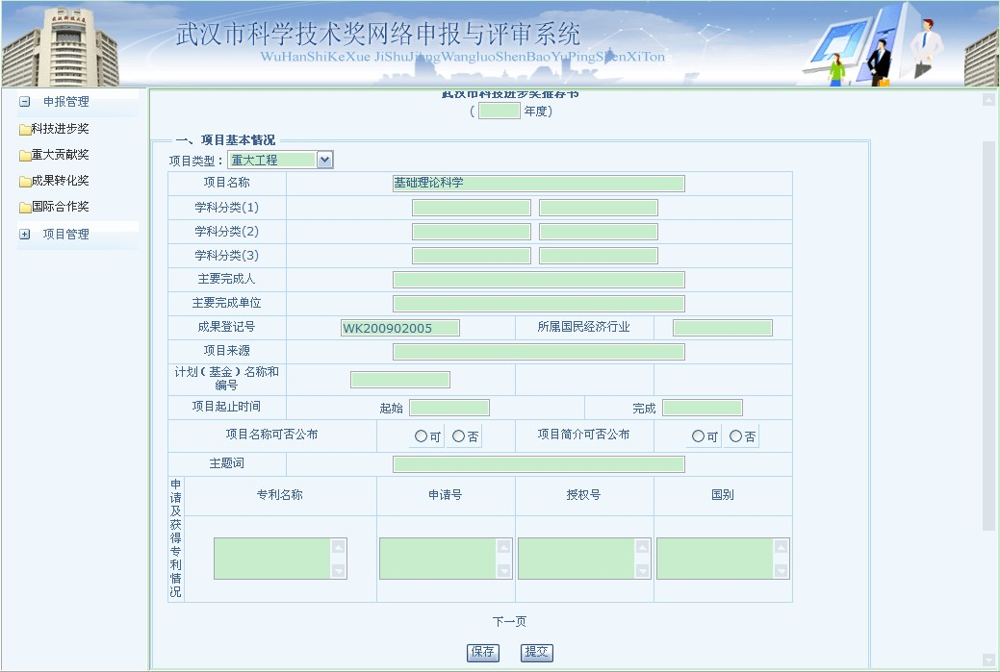 武汉市科学技术奖网络申报与评审系统
WuHanShiKeXue JiShuJiangWangluoShenBaoYuPingShenXiTon
申报管理
科技进步奖
重大贡献奖
成果转化奖
国际合作奖
项目管理
武汉市科技进步奖推荐书
( 年度)
一、项目基本情况
项目类型： 重大工程
项目名称 基础理论科学
学科分类(1)
学科分类(2)
学科分类(3)
主要完成人
主要完成单位
成果登记号 WK200902005 所属国民经济行业
项目来源
计划（基金）名称和
编号
项目起止时间 起始 完成
项目名称可否公布 可 否 项目简介可否公布 可 否
主题词
申请及获得专利情况
专利名称 申请号 授权号 国别
下一页
保存 提交